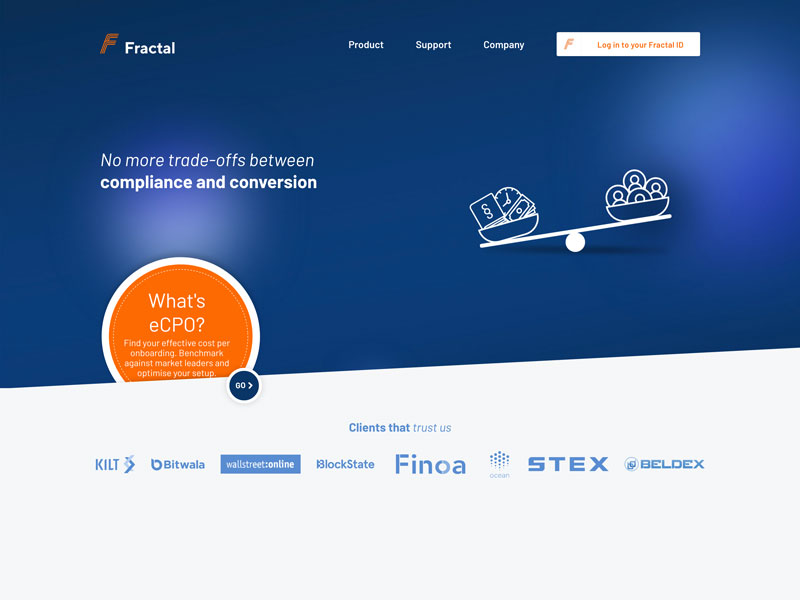 Fractal
Product
Support
Company
Log in to your Fractal ID
No more trade-offs between
compliance and conversion
What's
eCPO?
Find your effective cost per
onboarding. Benchmark
against market leaders and
optimise your setup.
GO
Clients that trust us
KILT
Bitwala
wallstreet:online
BlockState
Finoa
ocean
STEX
BELDEX